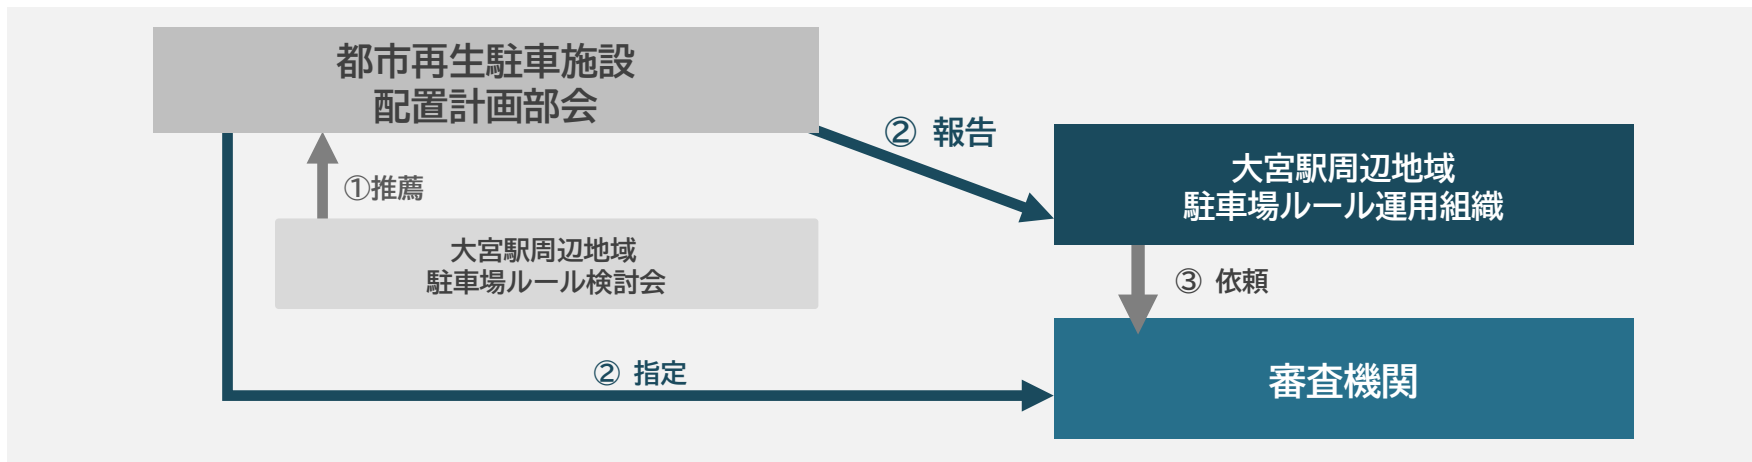 都市再生駐車施設
配置計画部会
② 報告
大宮駅周辺地域
駐車場ルール運用組織
①推薦
大宮駅周辺地域
駐車場ルール検討会
③ 依頼
② 指定
審査機関